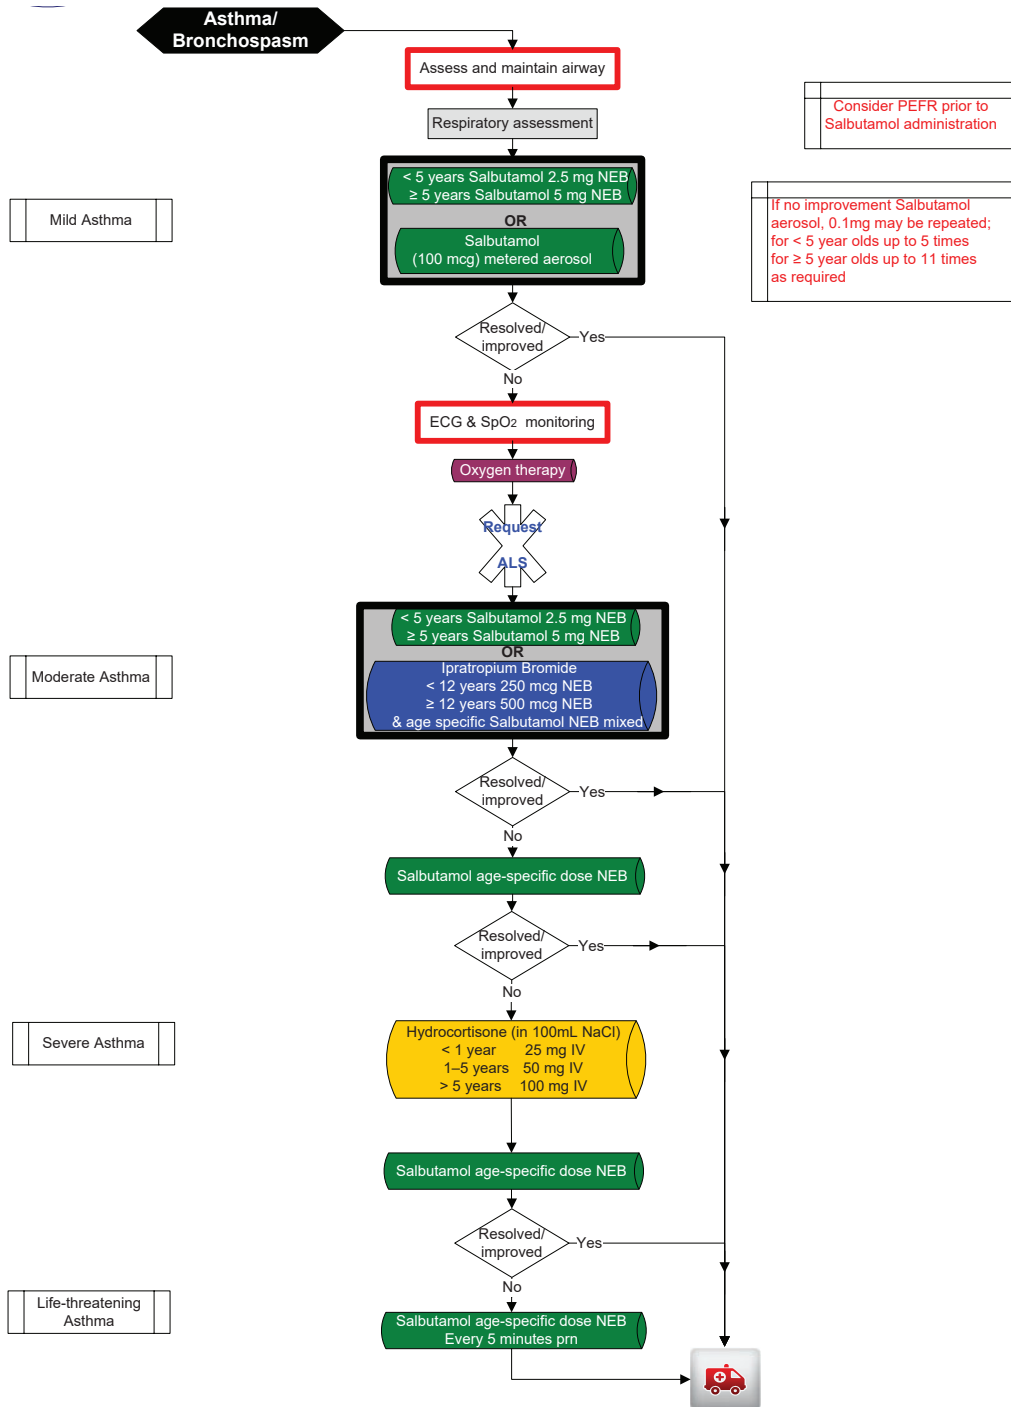 Asthma/
Bronchospasm
Assess and maintain airway
Consider PEFR prior to
Salbutamol administration
Respiratory assessment
< 5 years Salbutamol 2.5 mg NEB
≥ 5 years Salbutamol 5 mg NEB
OR
Salbutamol
(100 mcg) metered aerosol
Mild Asthma
If no improvement Salbutamol
aerosol, 0.1mg may be repeated;
for < 5 year olds up to 5 times
for ≥ 5 year olds up to 11 times
as required
Resolved/
improved
Yes
No
ECG & SpO2 monitoring
Oxygen therapy
Request
ALS
< 5 years Salbutamol 2.5 mg NEB
≥ 5 years Salbutamol 5 mg NEB
OR
Ipratropium Bromide
< 12 years 250 mcg NEB
≥ 12 years 500 mcg NEB
& age specific Salbutamol NEB mixed
Moderate Asthma
Resolved/
improved
Yes
No
Salbutamol age-specific dose NEB
Resolved/
improved
Yes
No
Severe Asthma
Hydrocortisone (in 100mL NaCl)
< 1 year 25 mg IV
1–5 years 50 mg IV
> 5 years 100 mg IV
Salbutamol age-specific dose NEB
Resolved/
improved
Yes
No
Life-threatening
Asthma
Salbutamol age-specific dose NEB
Every 5 minutes prn